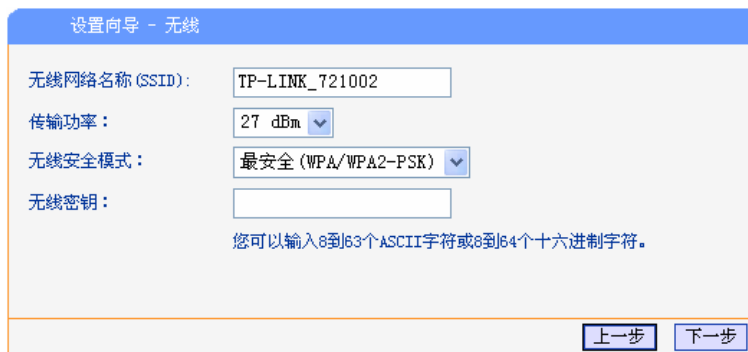 设置向导 - 无线
无线网络名称(SSID): TP-LINK_721002
传输功率： 27 dBm
无线安全模式： 最安全(WPA/WPA2-PSK)
无线密钥：
您可以输入8到63个ASCII字符或8到64个十六进制字符。
上一步 下一步